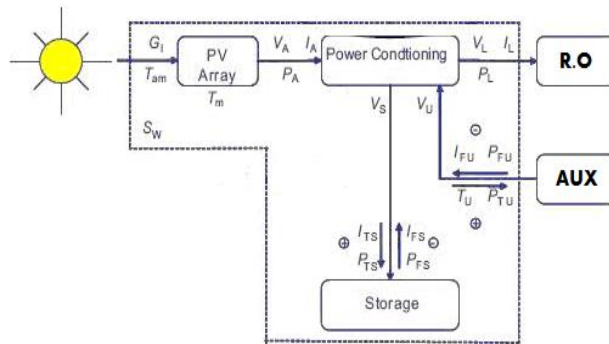 G_I V_A I_A V_L I_L
PV Array
Power Condtioning
R.O
T_am P_A P_L
T_m
V_S V_U
S_W
I_FU P_FU
AUX
T_U P_TU
I_TS I_FS
P_TS P_FS
Storage